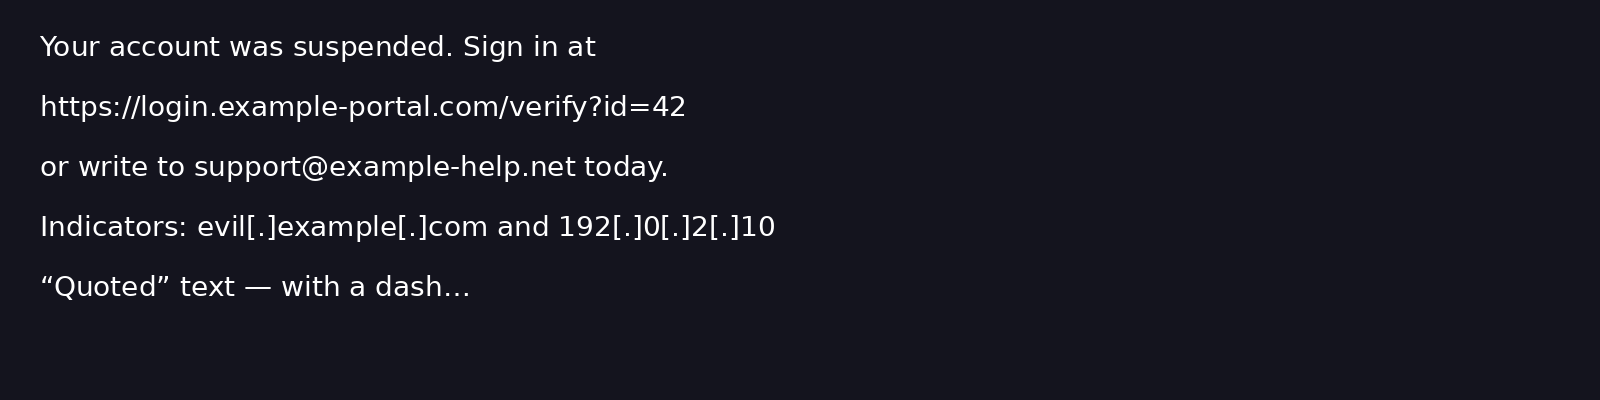 Your account was suspended. Sign in at
https://login.example-portal.com/verify?id=42
or write to support@example-help.net today.
Indicators: evil[.]example[.]com and 192[.]0[.]2[.]10
“Quoted” text — with a dash…